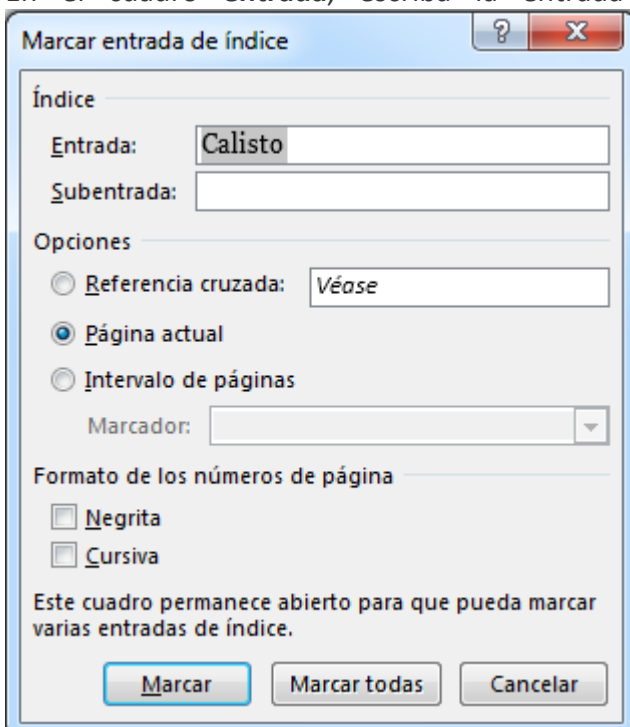 Marcar entrada de índice
Índice
Entrada: Calisto
Subentrada:
Opciones
Referencia cruzada: Véase
Página actual
Intervalo de páginas
Marcador:
Formato de los números de página
Negrita
Cursiva
Este cuadro permanece abierto para que pueda marcar
varias entradas de índice.
Marcar Marcar todas Cancelar